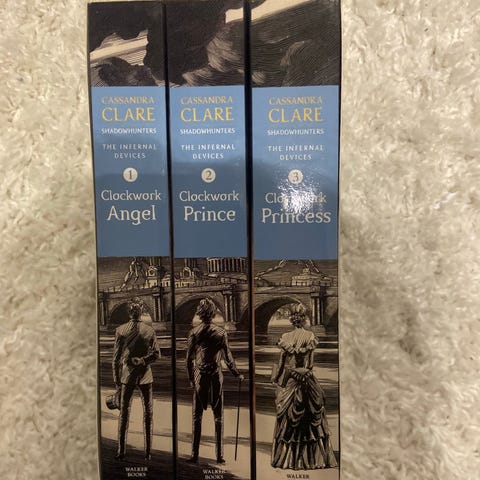 CASSANDRA
CLARE
SHADOWHUNTERS
THE INFERNAL
DEVICES
1
Clockwork
Angel
WALKER
BOOKS
CASSANDRA
CLARE
SHADOWHUNTERS
THE INFERNAL
DEVICES
2
Clockwork
Prince
WALKER
BOOKS
CASSANDRA
CLARE
SHADOWHUNTERS
THE INFERNAL
DEVICES
3
Clockwork
Princess
WALKER